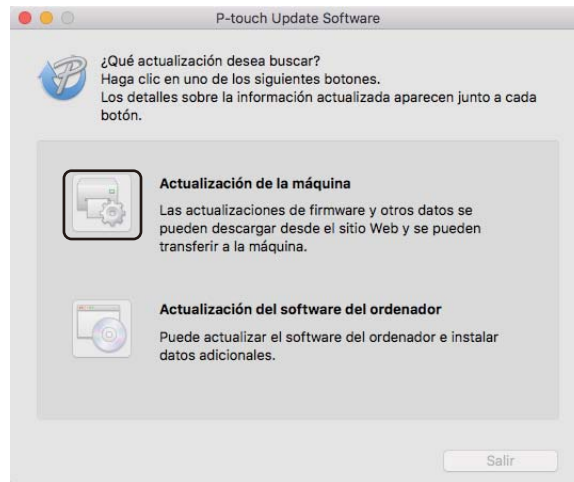 P-touch Update Software
¿Qué actualización desea buscar?
Haga clic en uno de los siguientes botones.
Los detalles sobre la información actualizada aparecen junto a cada
botón.
Actualización de la máquina
Las actualizaciones de firmware y otros datos se
pueden descargar desde el sitio Web y se pueden
transferir a la máquina.
Actualización del software del ordenador
Puede actualizar el software del ordenador e instalar
datos adicionales.
Salir